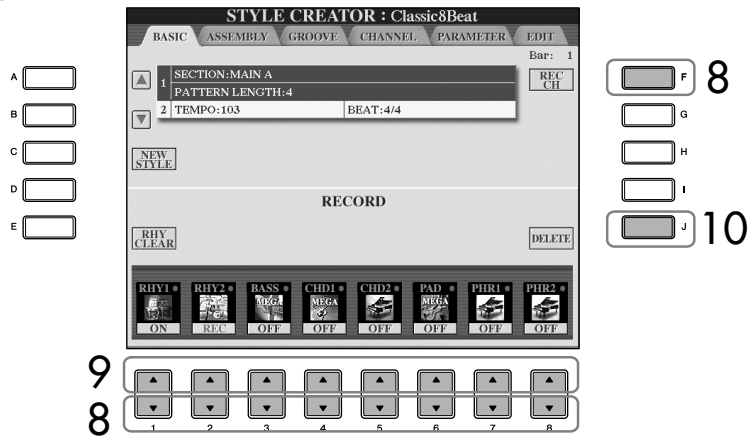 STYLE CREATOR : Classic8Beat
BASIC ASSEMBLY GROOVE CHANNEL PARAMETER EDIT
Bar: 1
1 SECTION:MAIN A
PATTERN LENGTH:4
2 TEMPO:103 BEAT:4/4
REC
CH
NEW
STYLE
RECORD
RHY
CLEAR
DELETE
RHY1 RHY2 BASS CHD1 CHD2 PAD PHR1 PHR2
MEGA MEGA MEGA
ON REC OFF OFF OFF OFF OFF OFF
A
B
C
D
E
F 8
G
H
I
J 10
9
8
1 2 3 4 5 6 7 8